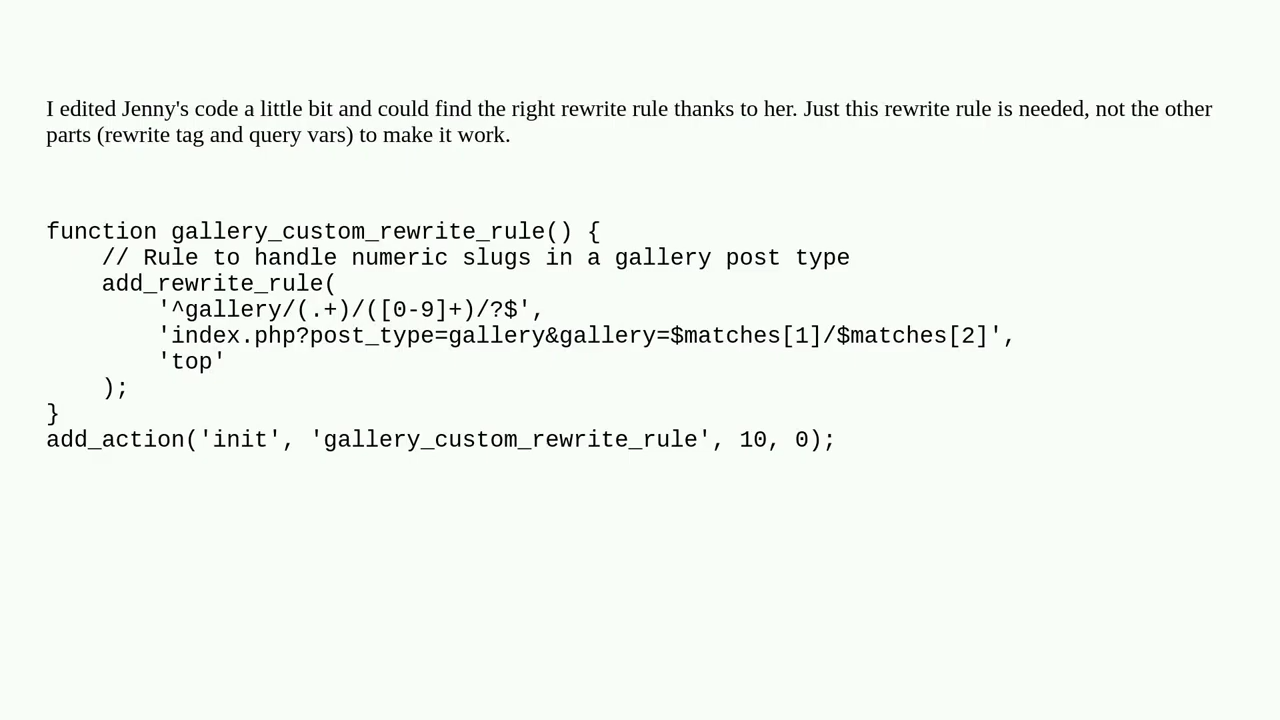 I edited Jenny's code a little bit and could find the right rewrite rule thanks to her. Just this rewrite rule is needed, not the other
parts (rewrite tag and query vars) to make it work.
function gallery_custom_rewrite_rule() {
    // Rule to handle numeric slugs in a gallery post type
    add_rewrite_rule(
        '^gallery/(.+)/([0-9]+)/?$',
        'index.php?post_type=gallery&gallery=$matches[1]/$matches[2]',
        'top'
    );
}
add_action('init', 'gallery_custom_rewrite_rule', 10, 0);